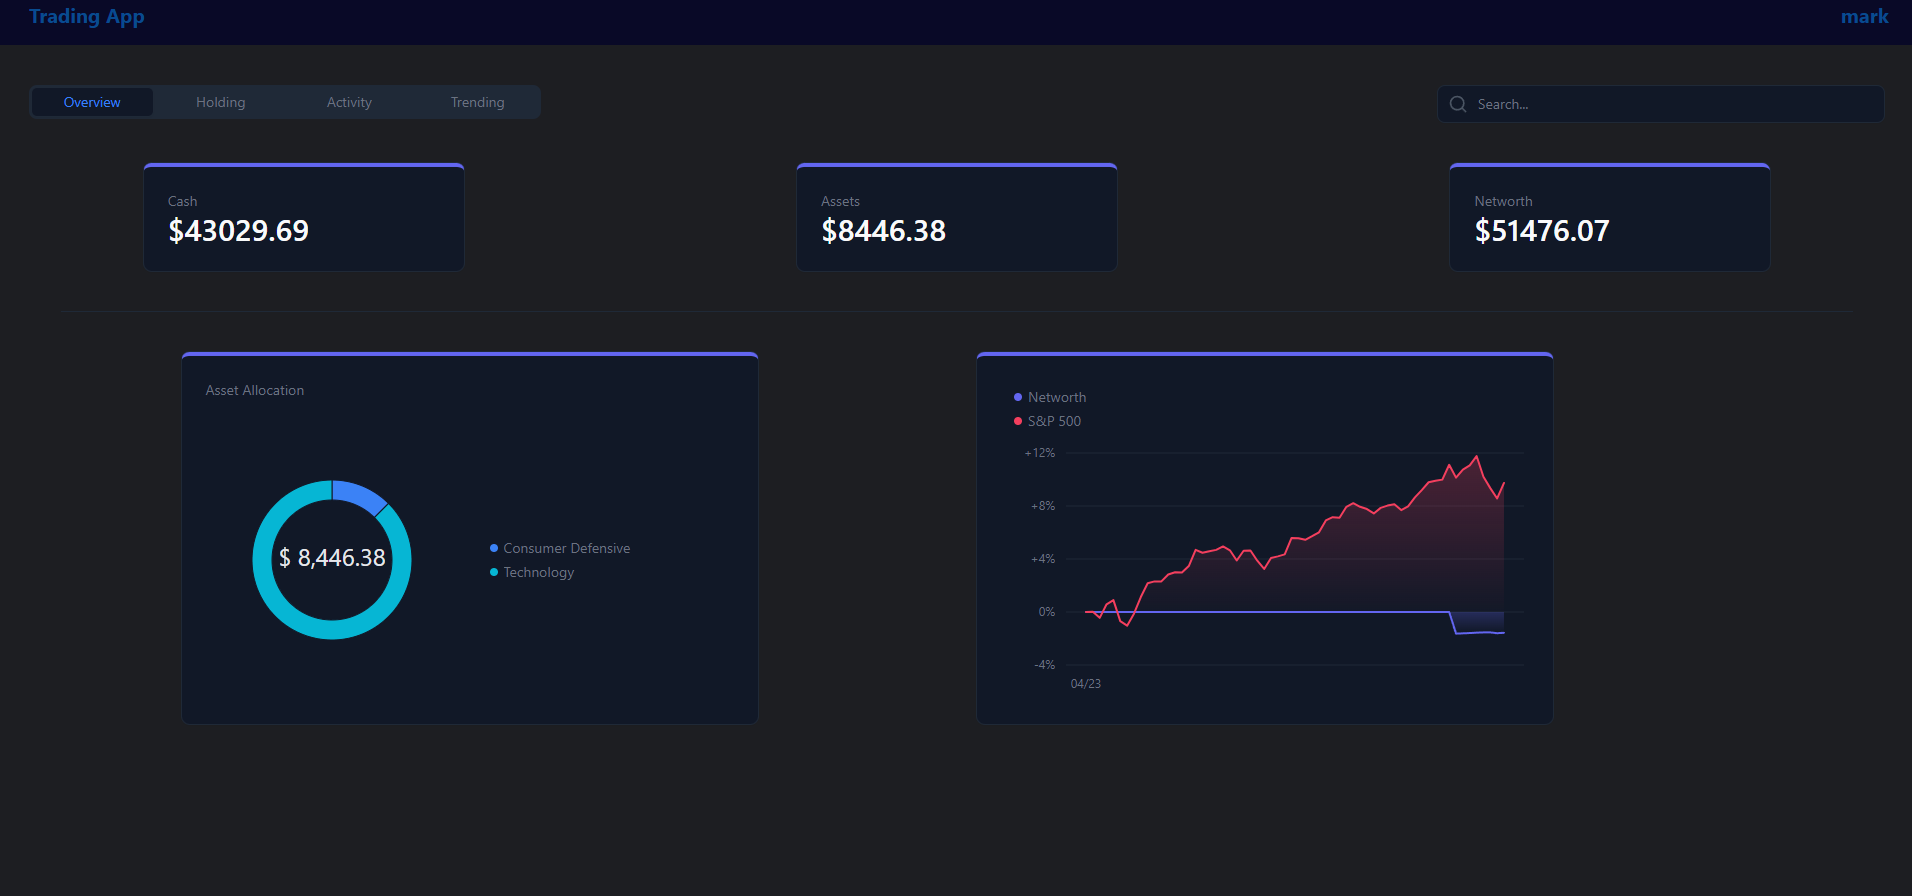 Trading App
mark
Overview
Holding
Activity
Trending
Search...
Cash
$43029.69
Assets
$8446.38
Networth
$51476.07
Asset Allocation
$ 8,446.38
Consumer Defensive
Technology
Networth
S&P 500
+12%
+8%
+4%
0%
-4%
04/23